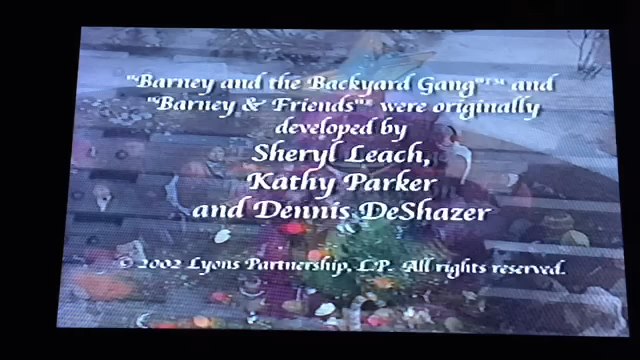 "Barney and the Backyard Gang"™ and
"Barney & Friends"™ were originally
developed by
Sheryl Leach,
Kathy Parker
and Dennis DeShazer
© 2002 Lyons Partnership, L.P. All rights reserved.